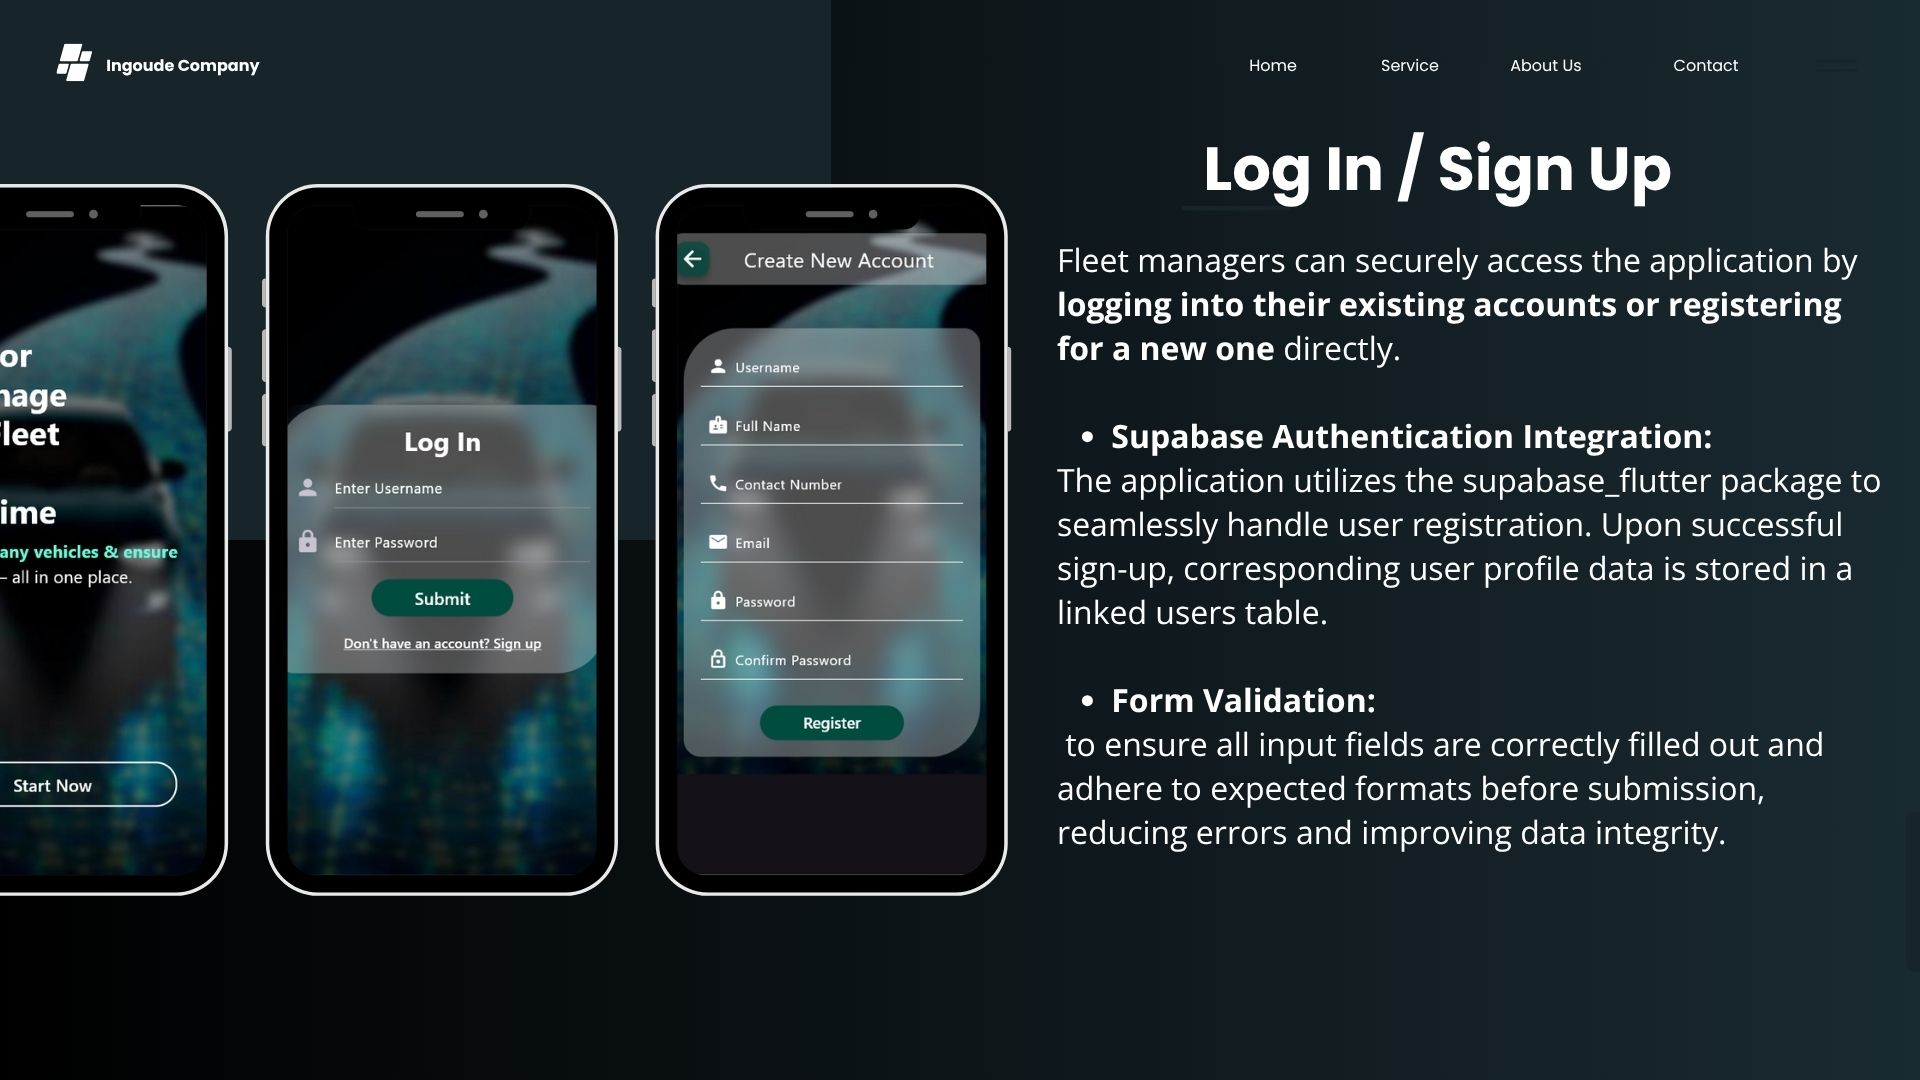 Ingoude Company
Home
Service
About Us
Contact
or
nage
Fleet
ime
any vehicles & ensure
– all in one place.
Start Now
Log In
Enter Username
Enter Password
Submit
Don't have an account? Sign up
Create New Account
Username
Full Name
Contact Number
Email
Password
Confirm Password
Register
Log In / Sign Up
Fleet managers can securely access the application by
logging into their existing accounts or registering
for a new one directly.
• Supabase Authentication Integration:
The application utilizes the supabase_flutter package to
seamlessly handle user registration. Upon successful
sign-up, corresponding user profile data is stored in a
linked users table.
• Form Validation:
to ensure all input fields are correctly filled out and
adhere to expected formats before submission,
reducing errors and improving data integrity.